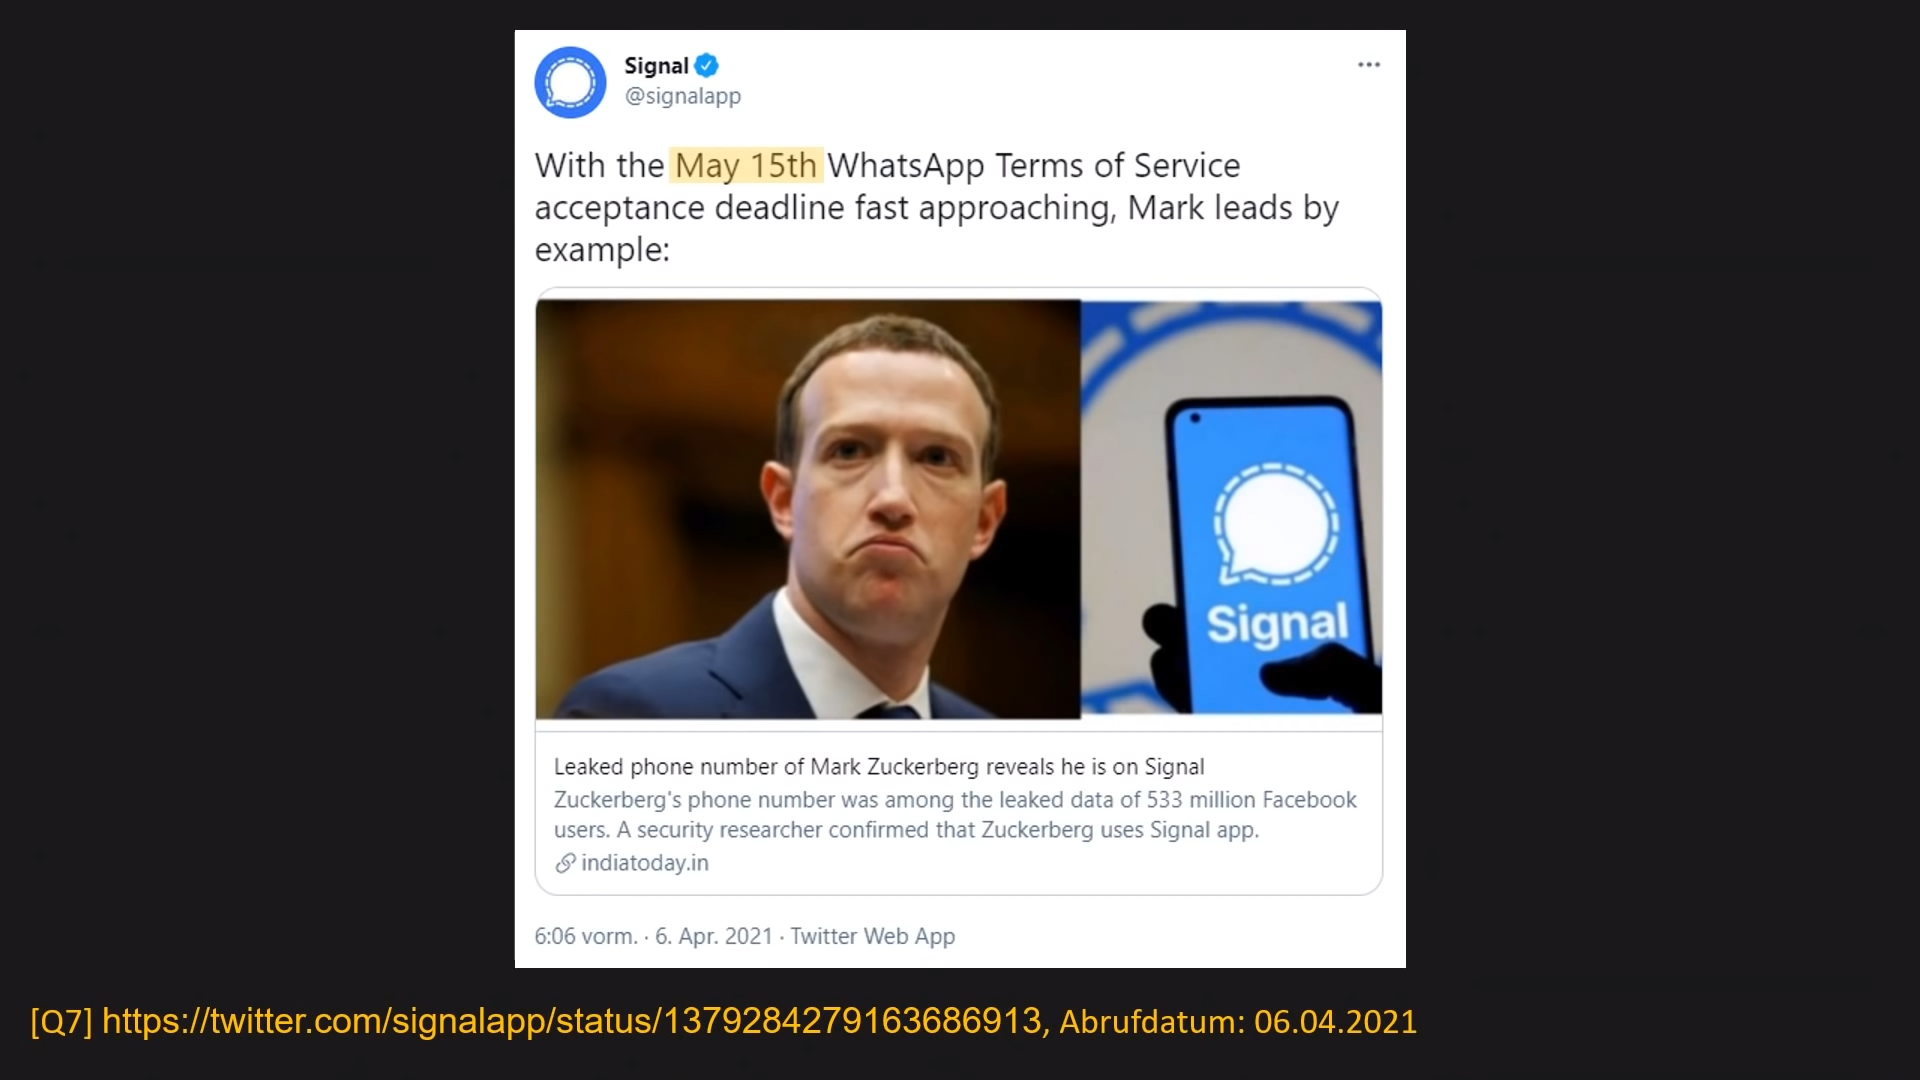 Signal
@signalapp
With the May 15th WhatsApp Terms of Service
acceptance deadline fast approaching, Mark leads by
example:
Signal
Leaked phone number of Mark Zuckerberg reveals he is on Signal
Zuckerberg's phone number was among the leaked data of 533 million Facebook
users. A security researcher confirmed that Zuckerberg uses Signal app.
indiatoday.in
6:06 vorm. · 6. Apr. 2021 · Twitter Web App
[Q7] https://twitter.com/signalapp/status/1379284279163686913, Abrufdatum: 06.04.2021